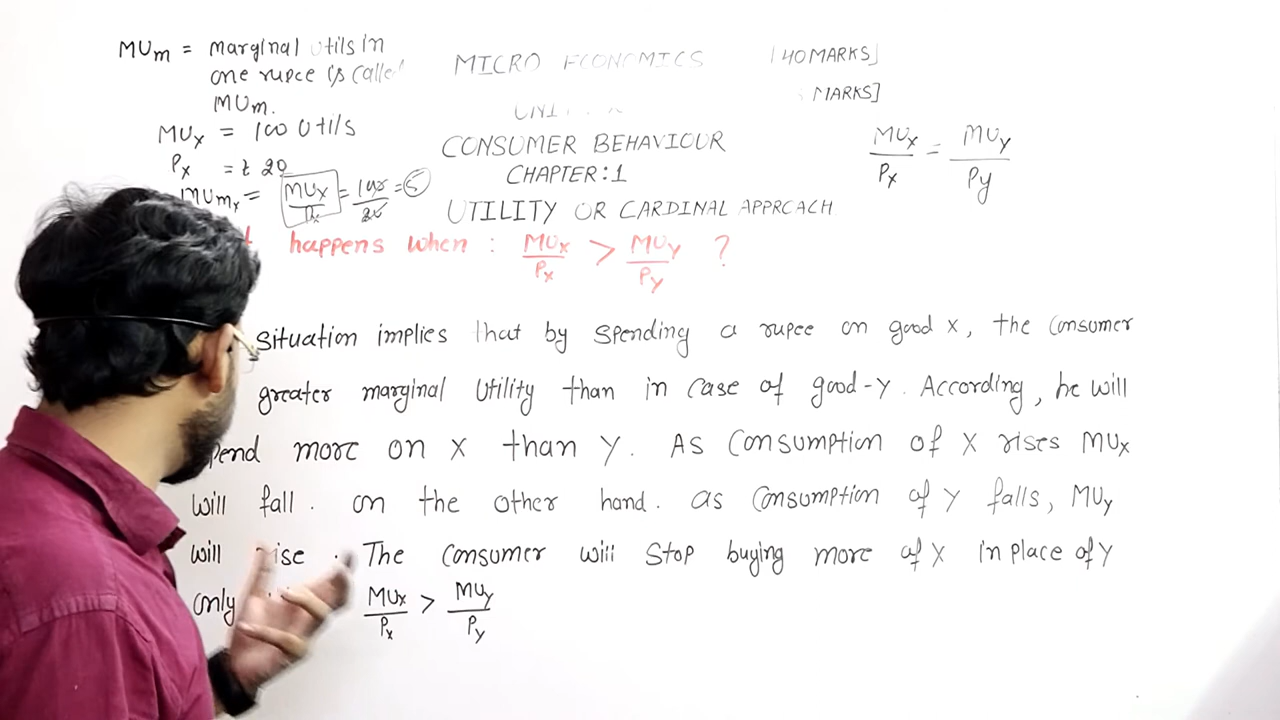 MUm = marginal utils in
one rupee is called
MUm.
MUx = 100 Utils
Px = ₹ 20
MUmx = MUx/Px = 100/20 = 5
MICRO ECONOMICS [40 MARKS]
MARKS]
CONSUMER BEHAVIOUR
CHAPTER:1
UTILITY OR CARDINAL APPRCACH
MUx/Px = MUy/Py
happens when : MUx/Px > MUy/Py ?
situation implies that by spending a rupee on good x, the consumer
greater marginal utility than in case of good-y. According, he will
more on x than y. As consumption of x rises MUx
will fall. on the other hand. as consumption of y falls, MUy
will rise. The consumer will stop buying more of x in place of y
only MUx/Px > MUy/Py